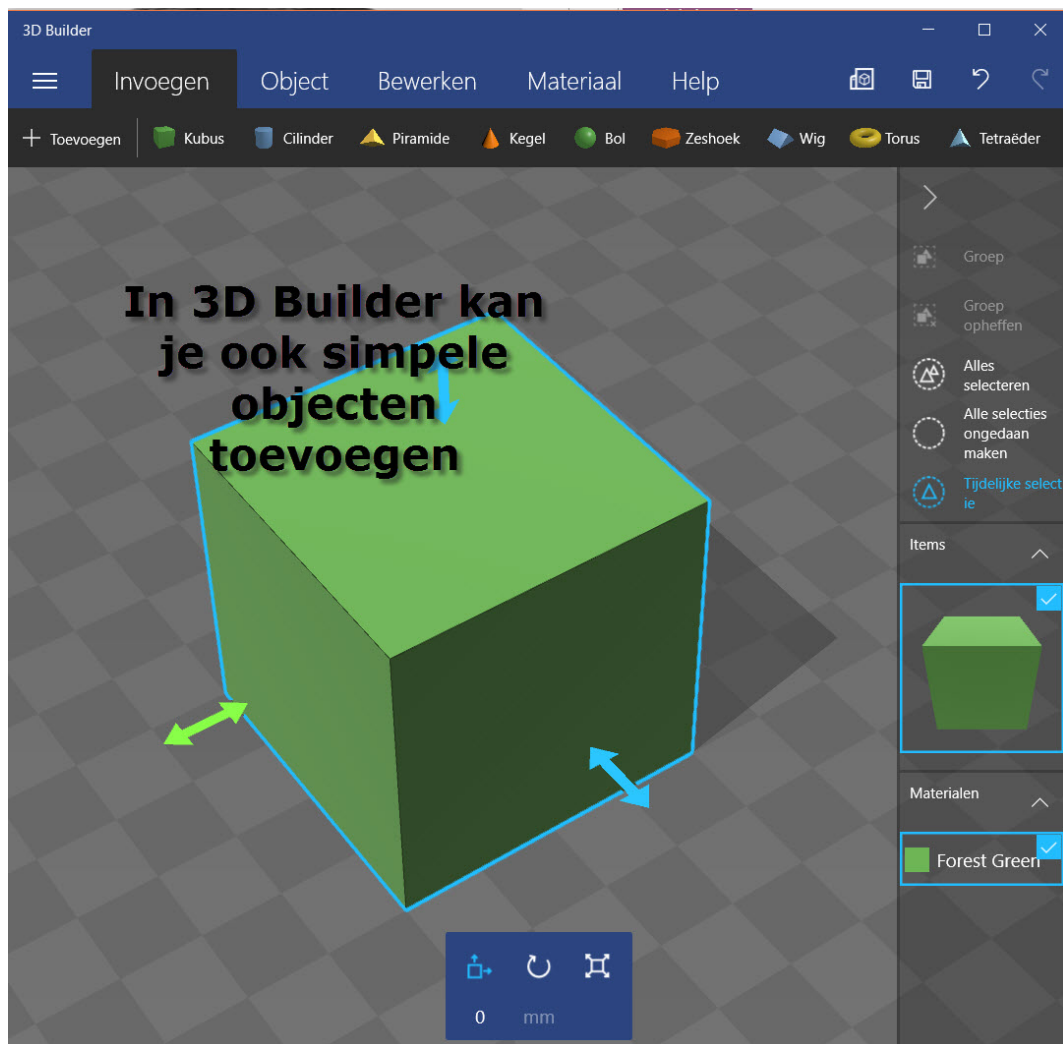 3D Builder
Invoegen Object Bewerken Materiaal Help
Toevoegen Kubus Cilinder Piramide Kegel Bol Zeshoek Wig Torus Tetraëder
In 3D Builder kan
je ook simpele
objecten
toevoegen
Groep
Groep
opheffen
Alles
selecteren
Alle selecties
ongedaan
maken
Tijdelijke select
ie
Items
Materialen
Forest Green
0 mm